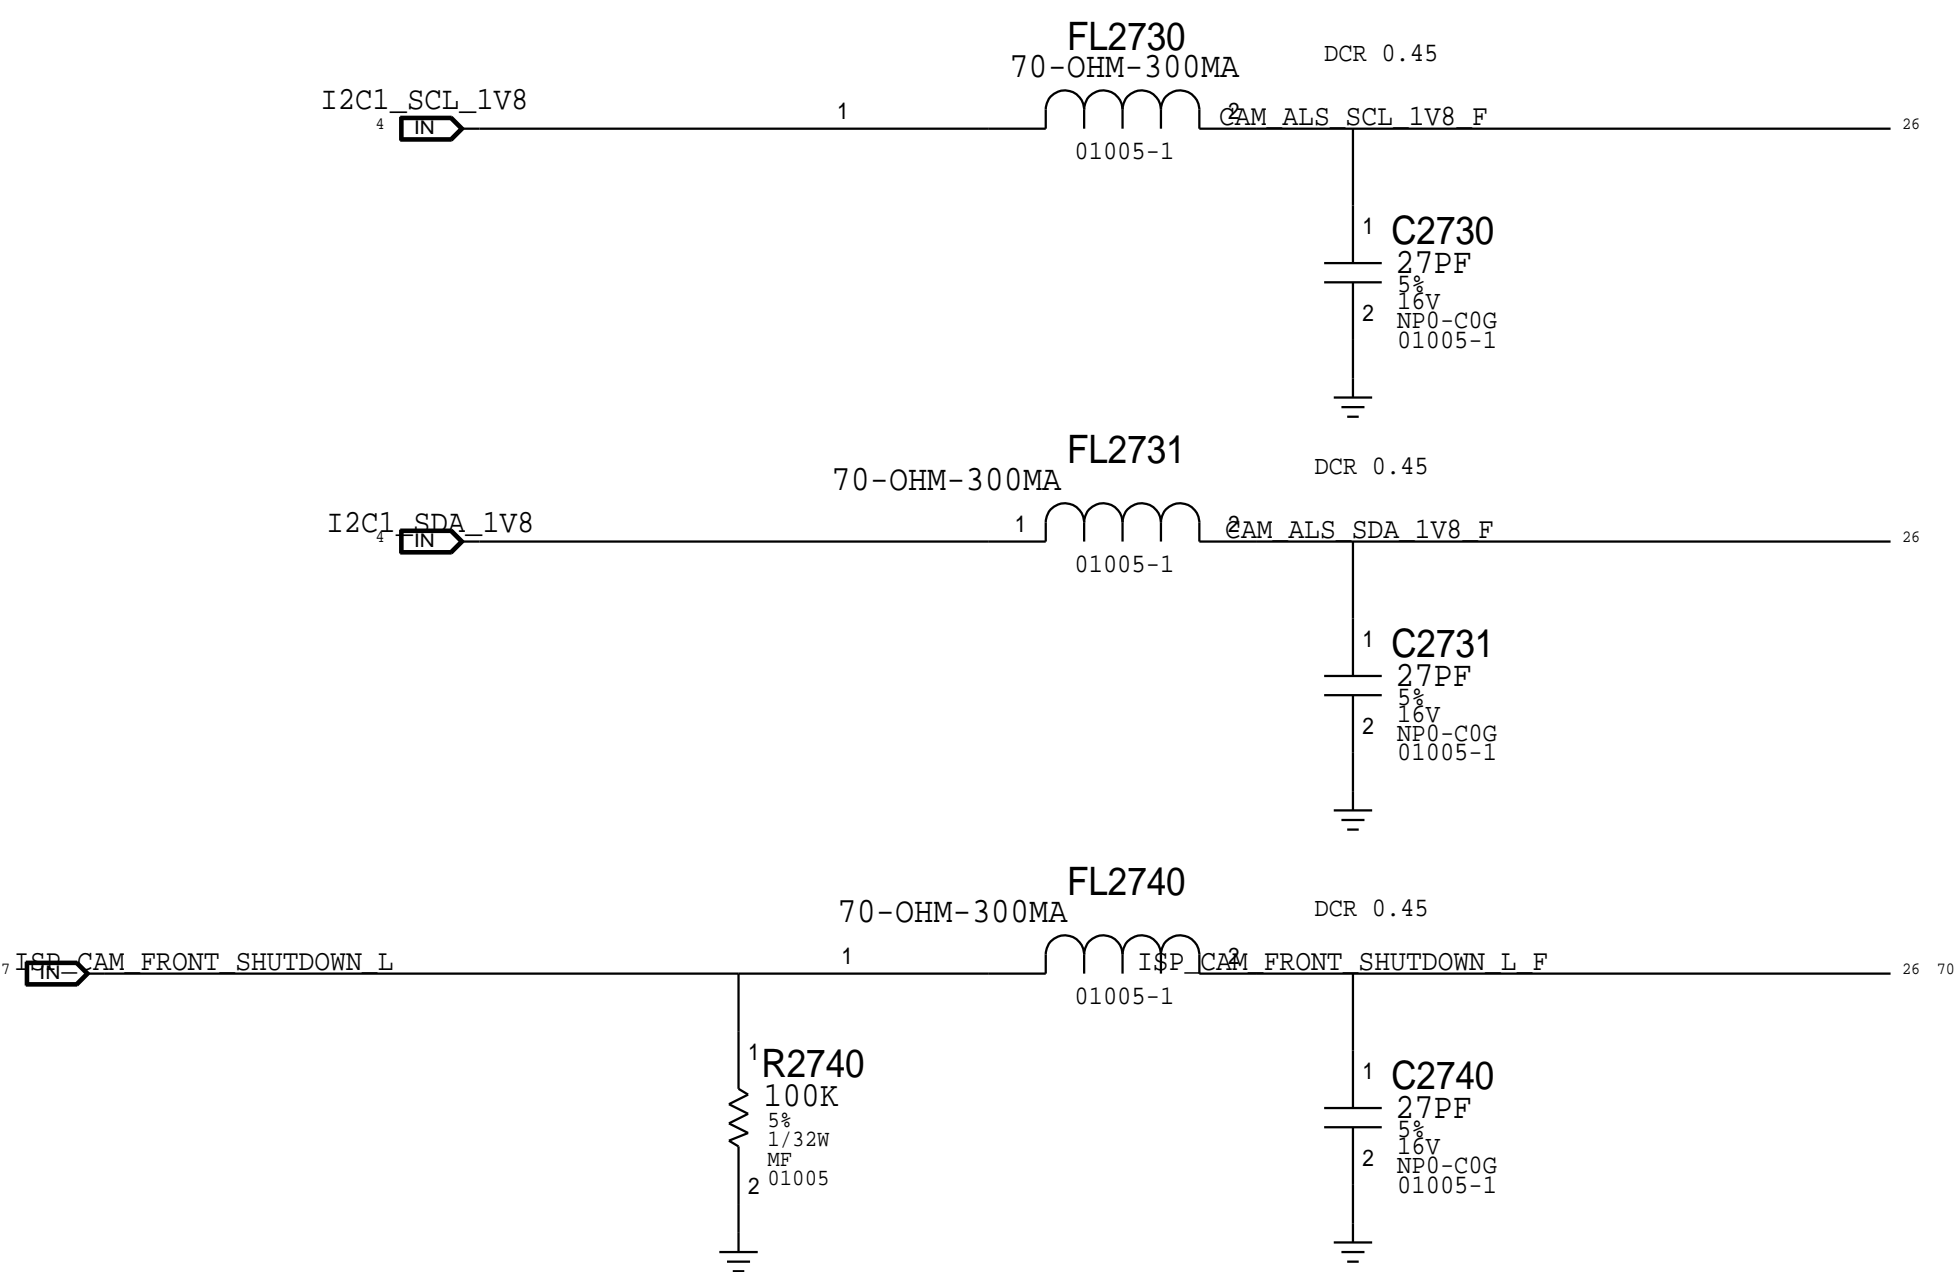 FL2730
70-OHM-300MA
DCR 0.45
I2C1_SCL_1V8
4
IN
1
2
CAM_ALS_SCL_1V8_F
26
01005-1
1
C2730
27PF
5%
16V
2
NP0-C0G
01005-1
FL2731
70-OHM-300MA
DCR 0.45
I2C1_SDA_1V8
4
IN
1
2
CAM_ALS_SDA_1V8_F
26
01005-1
1
C2731
27PF
5%
16V
2
NP0-C0G
01005-1
FL2740
70-OHM-300MA
DCR 0.45
7
ISP_CAM_FRONT_SHUTDOWN_L
IN
1
2
ISP_CAM_FRONT_SHUTDOWN_L_F
26 70
01005-1
1
R2740
100K
5%
1/32W
MF
01005
2
1
C2740
27PF
5%
16V
2
NP0-C0G
01005-1